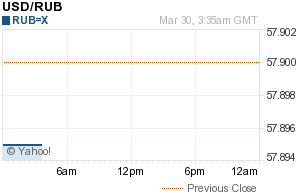 USD/RUB
RUB=X Mar 30, 3:35am GMT
57.902
57.900
57.898
57.896
57.894
© Yahoo!
6am 12pm 6pm 12am
Previous Close